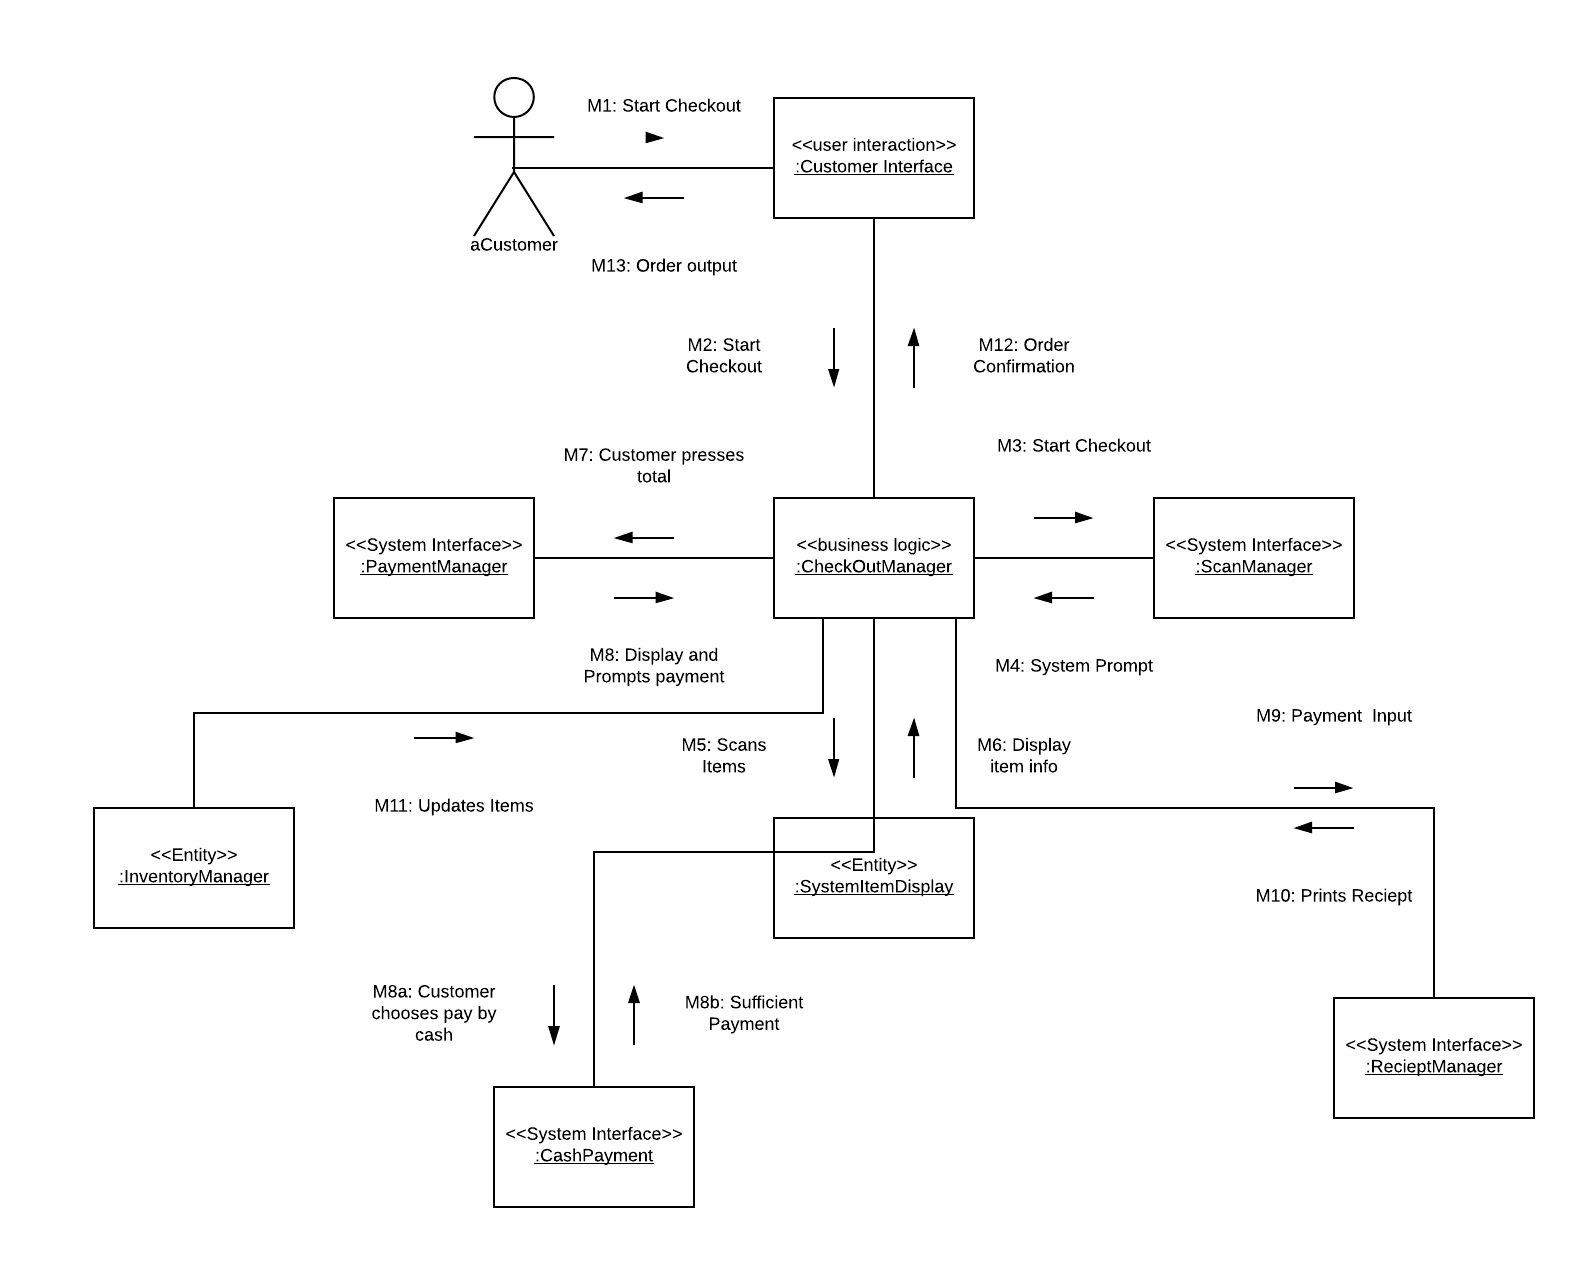 M1: Start Checkout
<<user interaction>>
:Customer Interface
aCustomer
M13: Order output
M2: Start
Checkout
M12: Order
Confirmation
M7: Customer presses
total
M3: Start Checkout
<<System Interface>>
:PaymentManager
<<business logic>>
:CheckOutManager
<<System Interface>>
:ScanManager
M8: Display and
Prompts payment
M4: System Prompt
M9: Payment  Input
M5: Scans
Items
M6: Display
item info
M11: Updates Items
<<Entity>>
:InventoryManager
<<Entity>>
:SystemItemDisplay
M10: Prints Reciept
M8a: Customer
chooses pay by
cash
M8b: Sufficient
Payment
<<System Interface>>
:RecieptManager
<<System Interface>>
:CashPayment